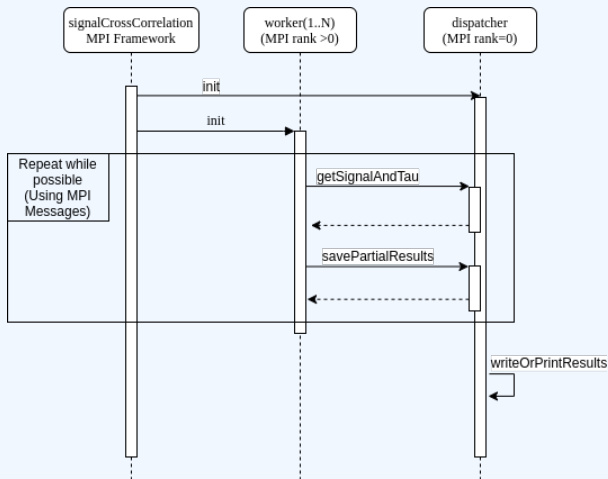 signalCrossCorrelation
MPI Framework
worker(1..N)
(MPI rank >0)
dispatcher
(MPI rank=0)
init
init
Repeat while
possible
(Using MPI
Messages)
getSignalAndTau
savePartialResults
writeOrPrintResults